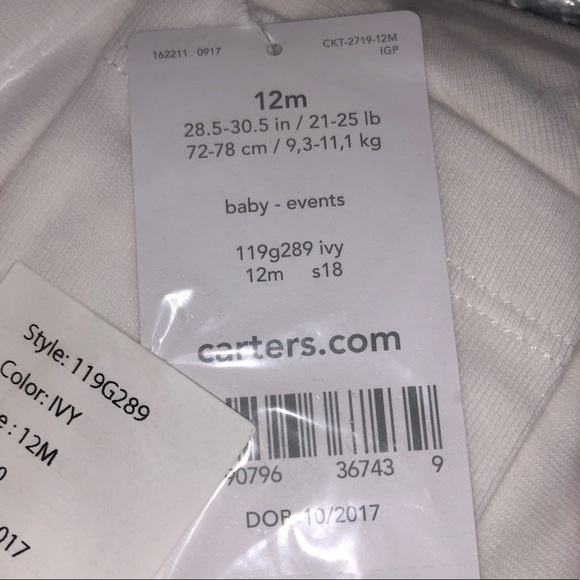 162211 0917
CKT-2719-12M
IGP
12m
28.5-30.5 in / 21-25 lb
72-78 cm / 9,3-11,1 kg
baby - events
119g289 ivy
12m s18
carters.com
90796 36743 9
DOP 10/2017
Style: 119G289
Color: IVY
e : 12M
017